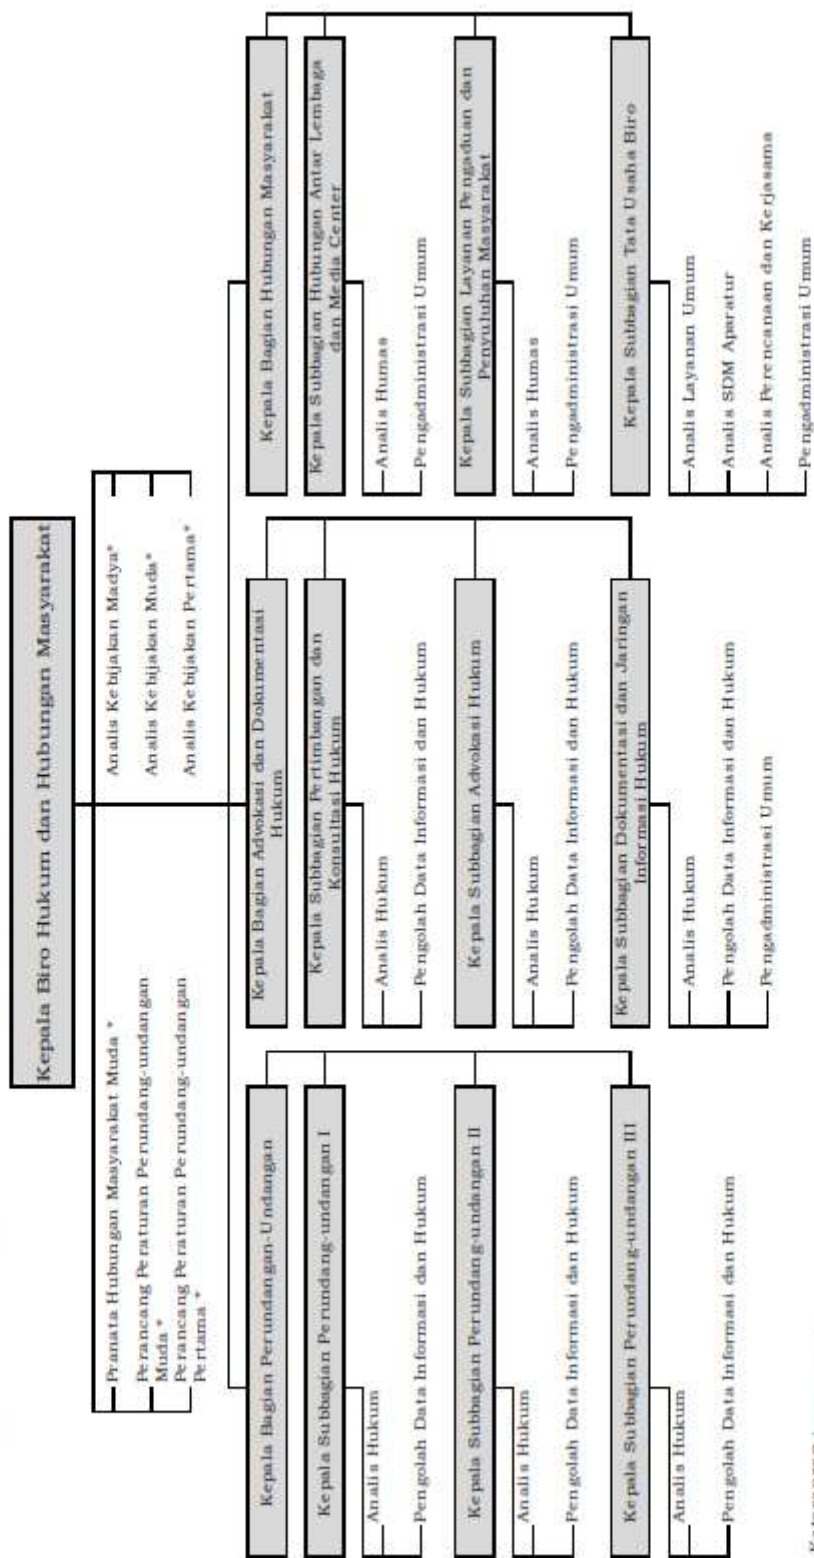 Kepala Biro Hukum dan Hubungan Masyarakat
Pranata Hubungan Masyarakat Muda *
Perancang Peraturan Perundang-undangan
Muda *
Perancang Peraturan Perundang-undangan
Pertama *
Analis Kebijakan Madya*
Analis Kebijakan Muda*
Analis Kebijakan Pertama*
Kepala Bagian Perundangan-Undangan
Kepala Subbagian Perundang-undangan I
Analis Hukum
Pengolah Data Informasi dan Hukum
Kepala Subbagian Perundang-undangan II
Analis Hukum
Pengolah Data Informasi dan Hukum
Kepala Subbagian Perundang-undangan III
Analis Hukum
Pengolah Data Informasi dan Hukum
Kepala Bagian Advokasi dan Dokumentasi
Hukum
Kepala Subbagian Pertimbangan dan
Konsultasi Hukum
Analis Hukum
Pengolah Data Informasi dan Hukum
Kepala Subbagian Advokasi Hukum
Analis Hukum
Pengolah Data Informasi dan Hukum
Kepala Subbagian Dokumentasi dan Jaringan
Informasi Hukum
Analis Hukum
Pengolah Data Informasi dan Hukum
Pengadministrasi Umum
Kepala Bagian Hubungan Masyarakat
Kepala Subbagian Hubungan Antar Lembaga
dan Media Center
Analis Humas
Pengadministrasi Umum
Kepala Subbagian Layanan Pengaduan dan
Penyuluhan Masyarakat
Analis Humas
Pengadministrasi Umum
Kepala Subbagian Tata Usaha Biro
Analis Layanan Umum
Analis SDM Aparatur
Analis Perencanaan dan Kerjasama
Pengadministrasi Umum